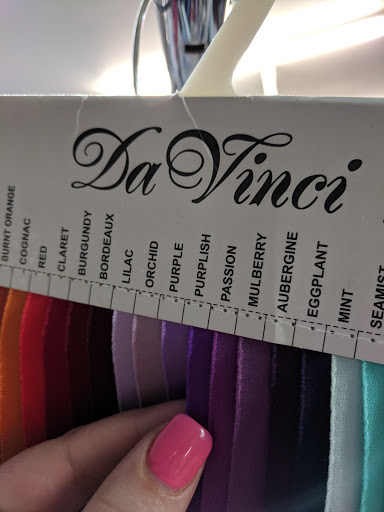 Da Vinci
BURNT ORANGE
COGNAC
RED
CLARET
BURGUNDY
BORDEAUX
LILAC
ORCHID
PURPLE
PURPLISH
PASSION
MULBERRY
AUBERGINE
EGGPLANT
MINT
SEAMIST